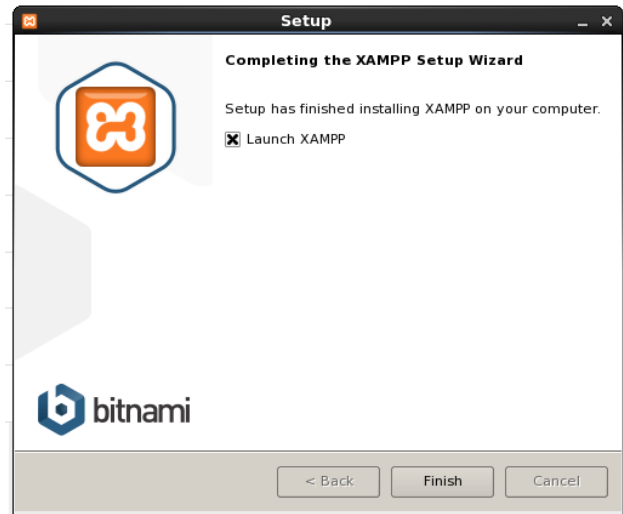 Setup
Completing the XAMPP Setup Wizard
Setup has finished installing XAMPP on your computer.
Launch XAMPP
bitnami
< Back
Finish
Cancel